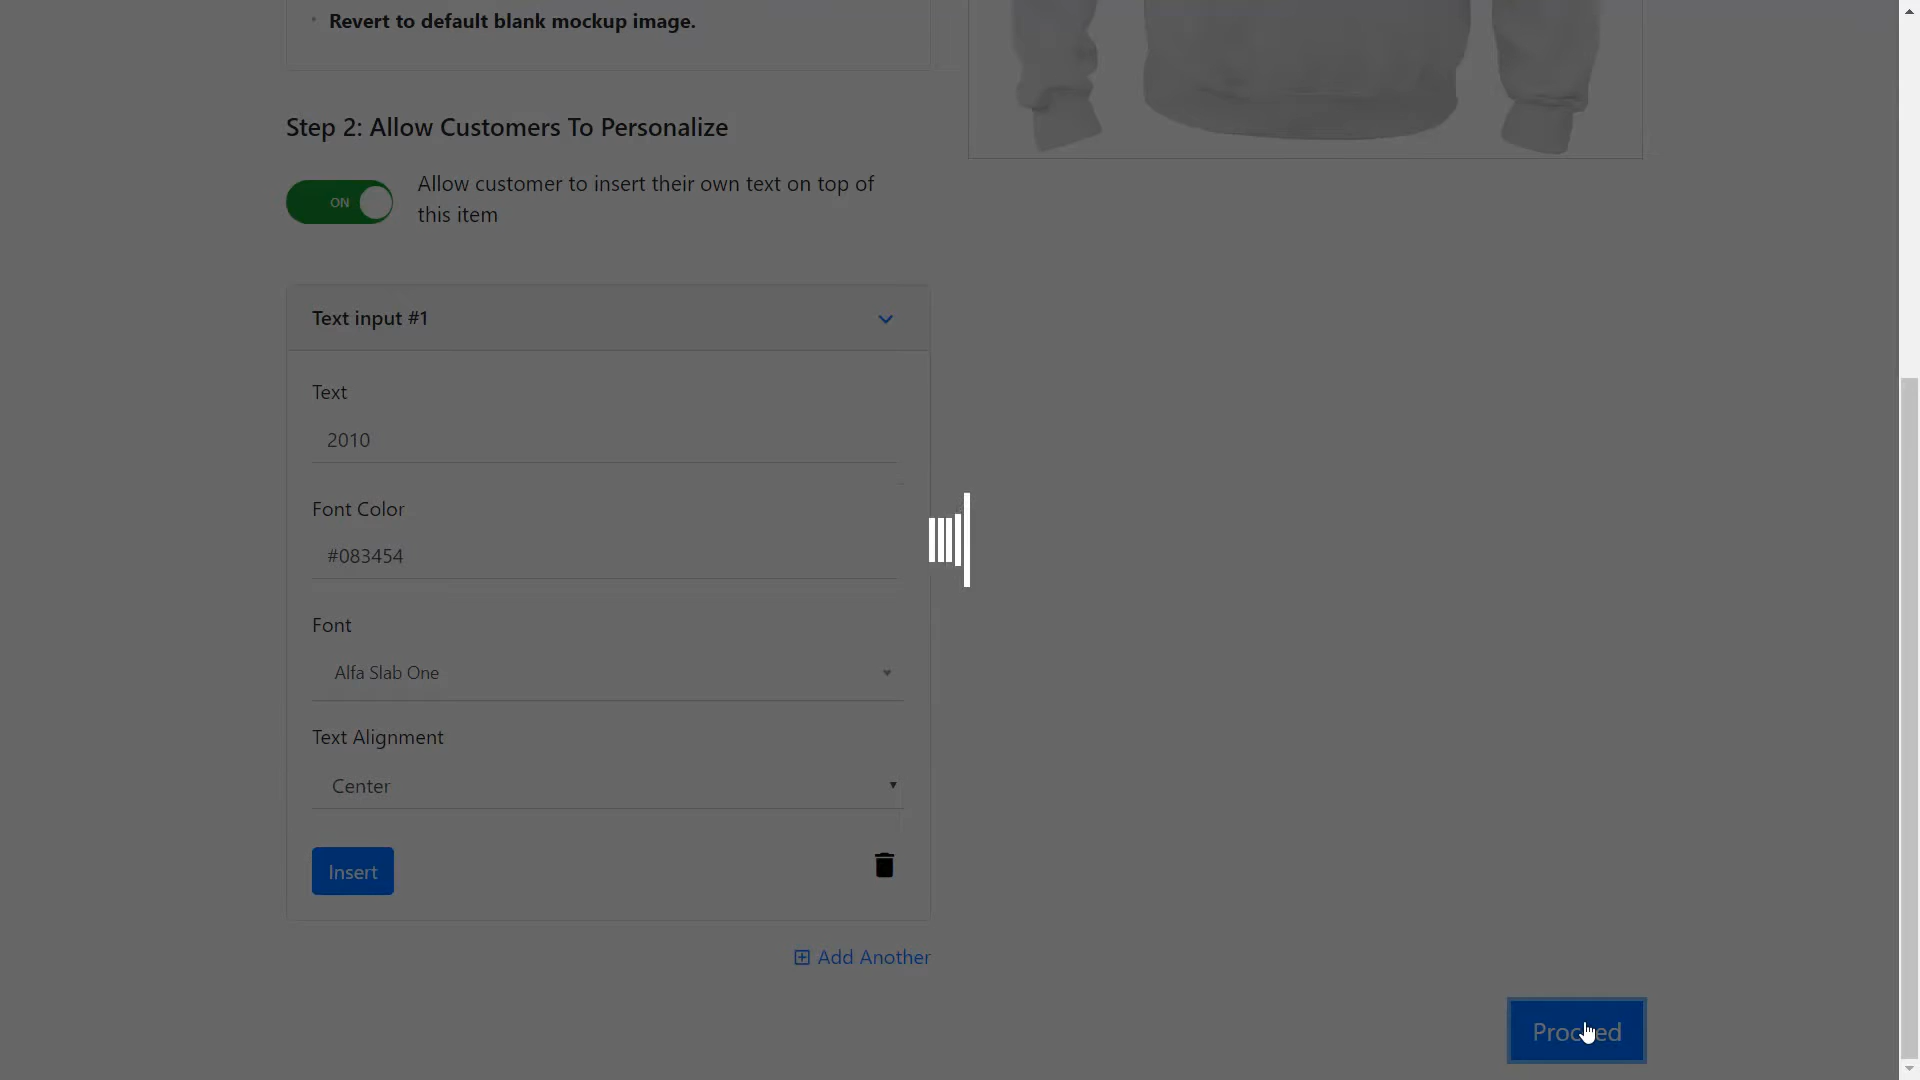 Revert to default blank mockup image.
Step 2: Allow Customers To Personalize
ON
Allow customer to insert their own text on top of
this item
Text input #1
Text
2010
Font Color
#083454
Font
Alfa Slab One
Text Alignment
Center
Insert
Add Another
Proceed